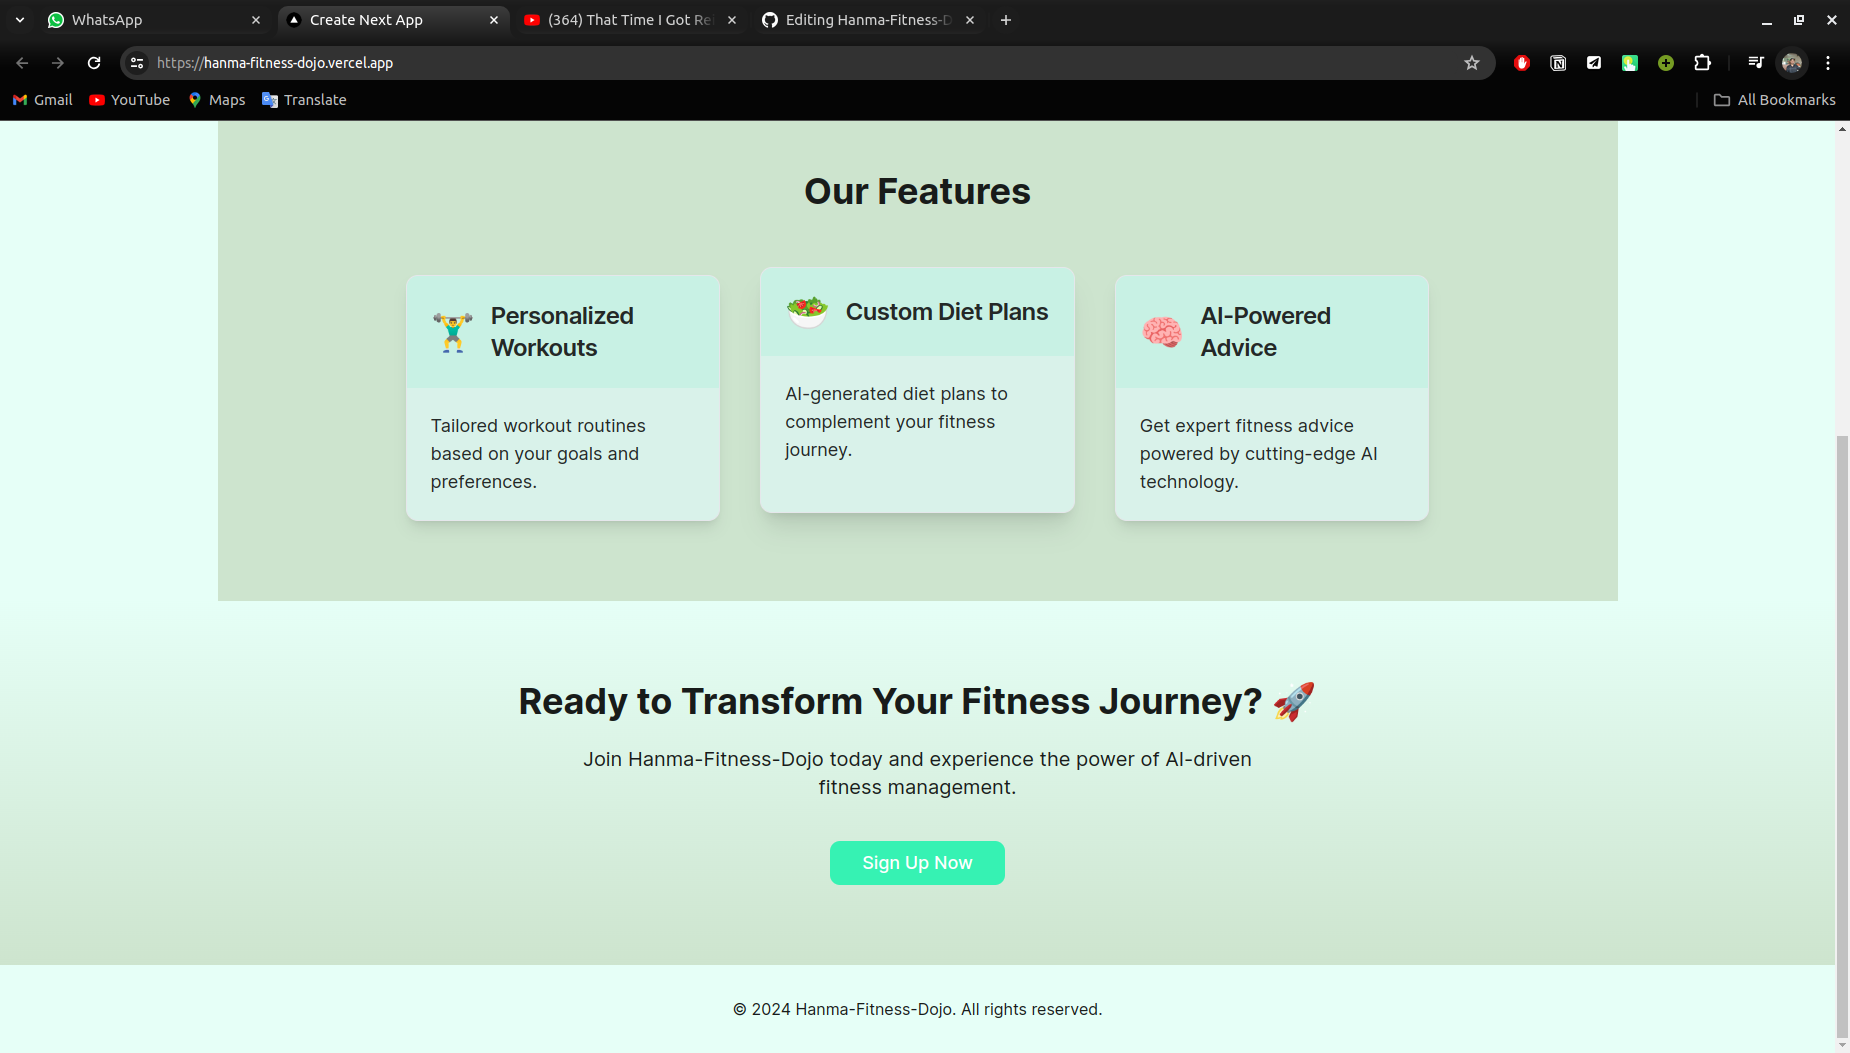 WhatsApp
Create Next App
(364) That Time I Got Re
Editing Hanma-Fitness-D
https://hanma-fitness-dojo.vercel.app
Gmail
YouTube
Maps
Translate
All Bookmarks
Our Features
Personalized
Workouts
Tailored workout routines
based on your goals and
preferences.
Custom Diet Plans
AI-generated diet plans to
complement your fitness
journey.
AI-Powered
Advice
Get expert fitness advice
powered by cutting-edge AI
technology.
Ready to Transform Your Fitness Journey? 🚀
Join Hanma-Fitness-Dojo today and experience the power of AI-driven
fitness management.
Sign Up Now
© 2024 Hanma-Fitness-Dojo. All rights reserved.